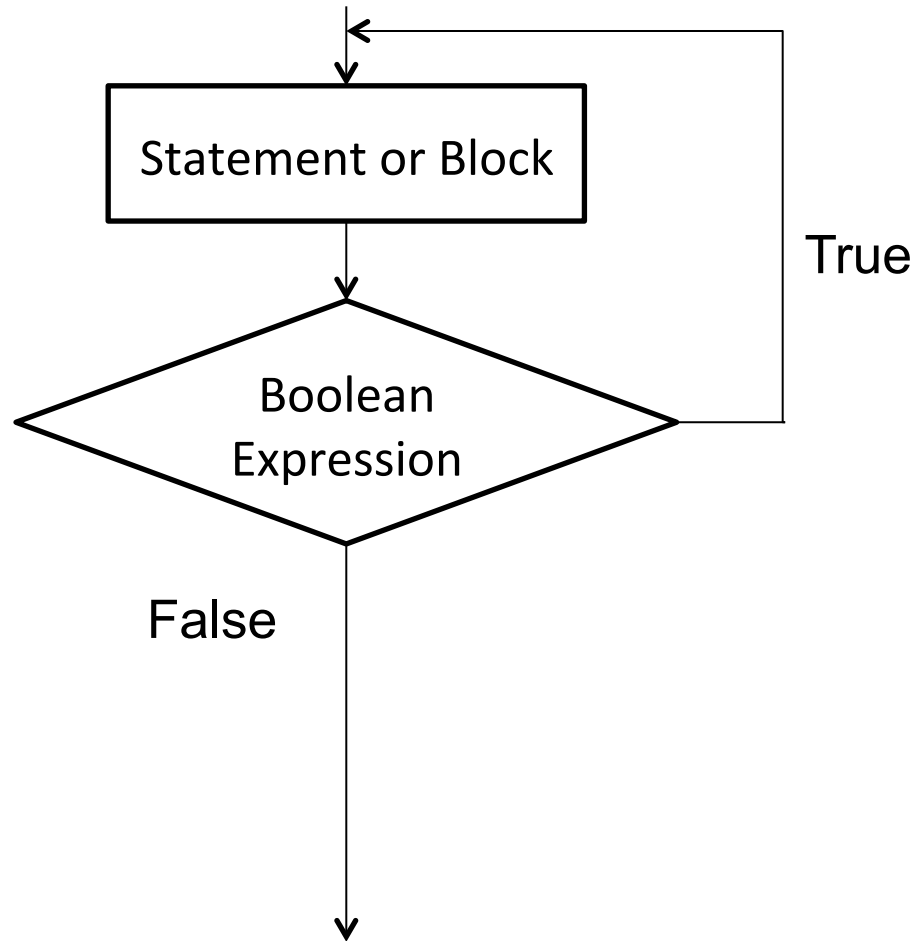 Statement or Block
True
Boolean
Expression
False